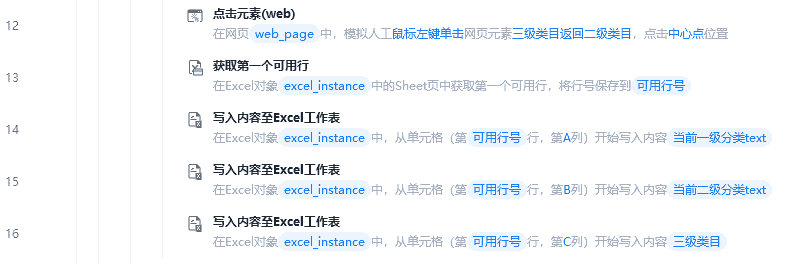 12
点击元素(web)
在网页 web_page 中，模拟人工鼠标左键单击网页元素三级类目返回二级类目，点击中心点位置
13
获取第一个可用行
在Excel对象 excel_instance 中的Sheet页中获取第一个可用行，将行号保存到 可用行号
14
写入内容至Excel工作表
在Excel对象 excel_instance 中，从单元格（第 可用行号 行，第A列）开始写入内容 当前一级分类text
15
写入内容至Excel工作表
在Excel对象 excel_instance 中，从单元格（第 可用行号 行，第B列）开始写入内容 当前二级分类text
16
写入内容至Excel工作表
在Excel对象 excel_instance 中，从单元格（第 可用行号 行，第C列）开始写入内容 三级类目